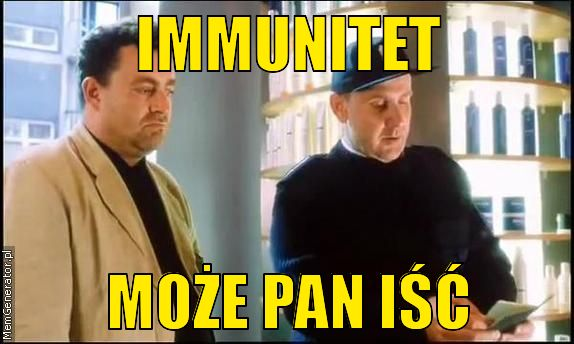 IMMUNITET
MOŻE PAN IŚĆ
MemGenerator.pl